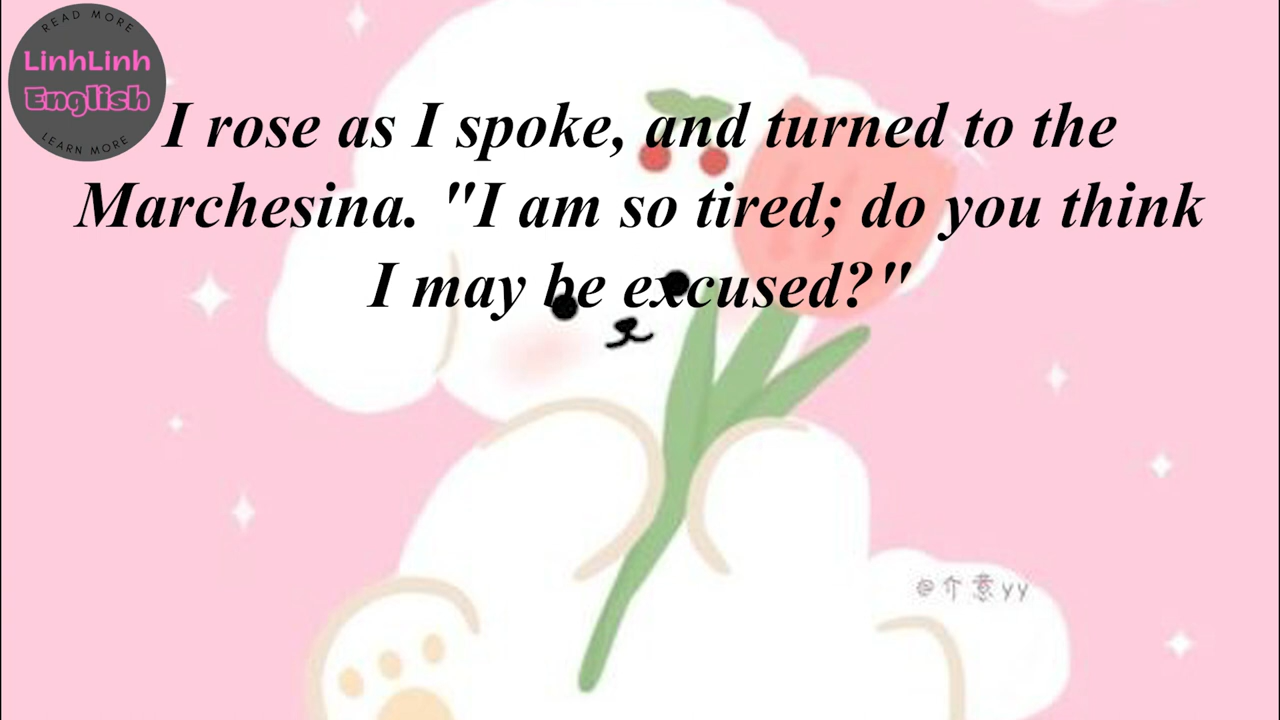 READ MORE
LinhLinh
English
LEARN MORE
I rose as I spoke, and turned to the
Marchesina. "I am so tired; do you think
I may be excused?"
@介意yy